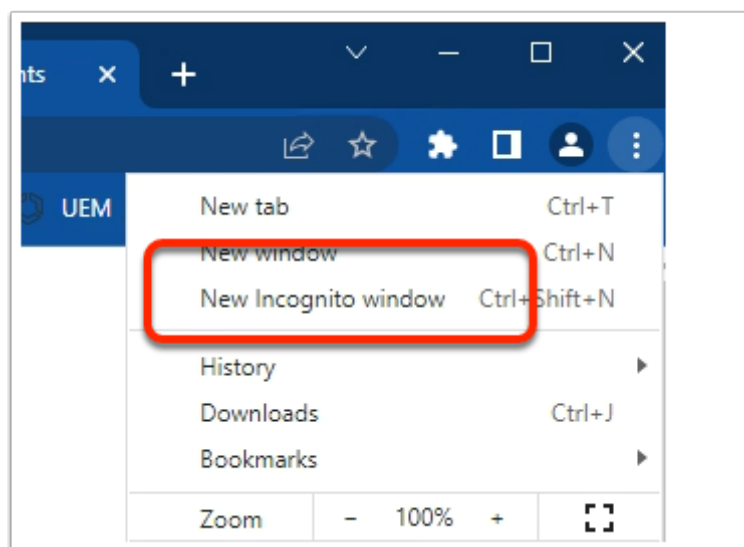 nts
UEM
New tab Ctrl+T
New window Ctrl+N
New Incognito window Ctrl+Shift+N
History
Downloads Ctrl+J
Bookmarks
Zoom - 100% +